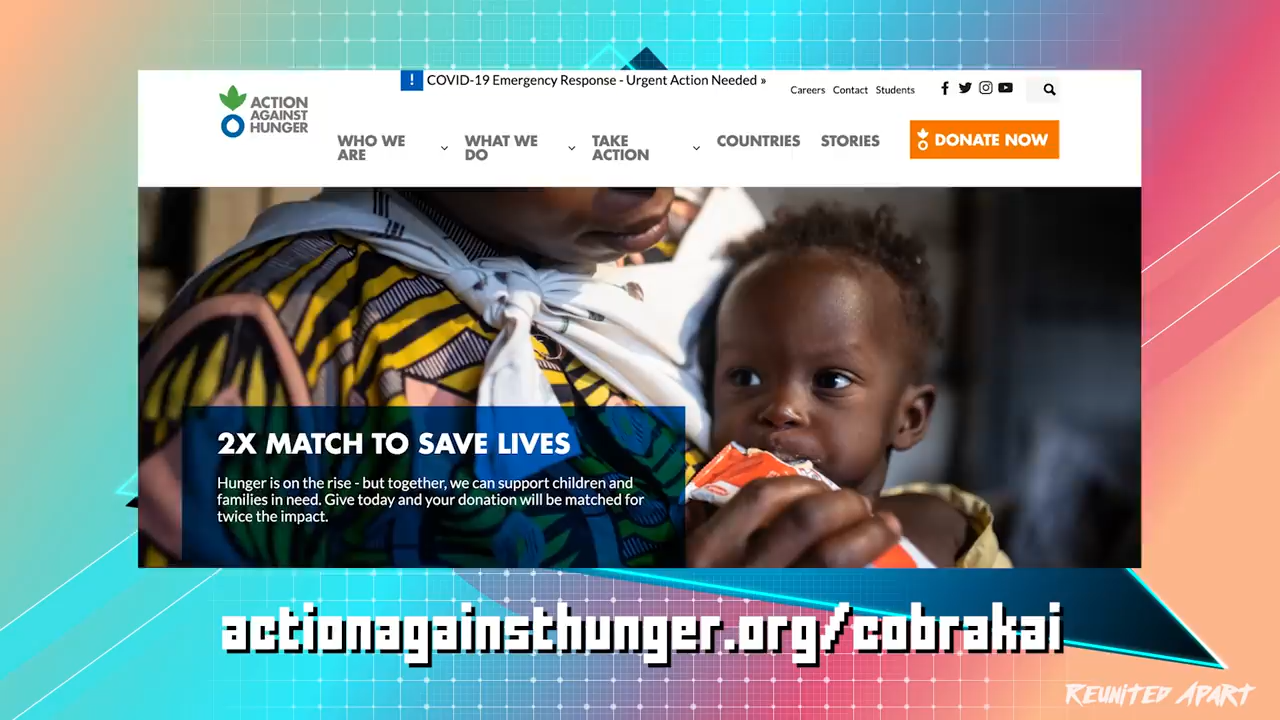 ! COVID-19 Emergency Response - Urgent Action Needed »
Careers Contact Students
ACTION
AGAINST
HUNGER
WHO WE
ARE
WHAT WE
DO
TAKE
ACTION
COUNTRIES
STORIES
DONATE NOW
2X MATCH TO SAVE LIVES
Hunger is on the rise - but together, we can support children and
families in need. Give today and your donation will be matched for
twice the impact.
actionagainsthunger.org/cobrakai
REUNITED APART